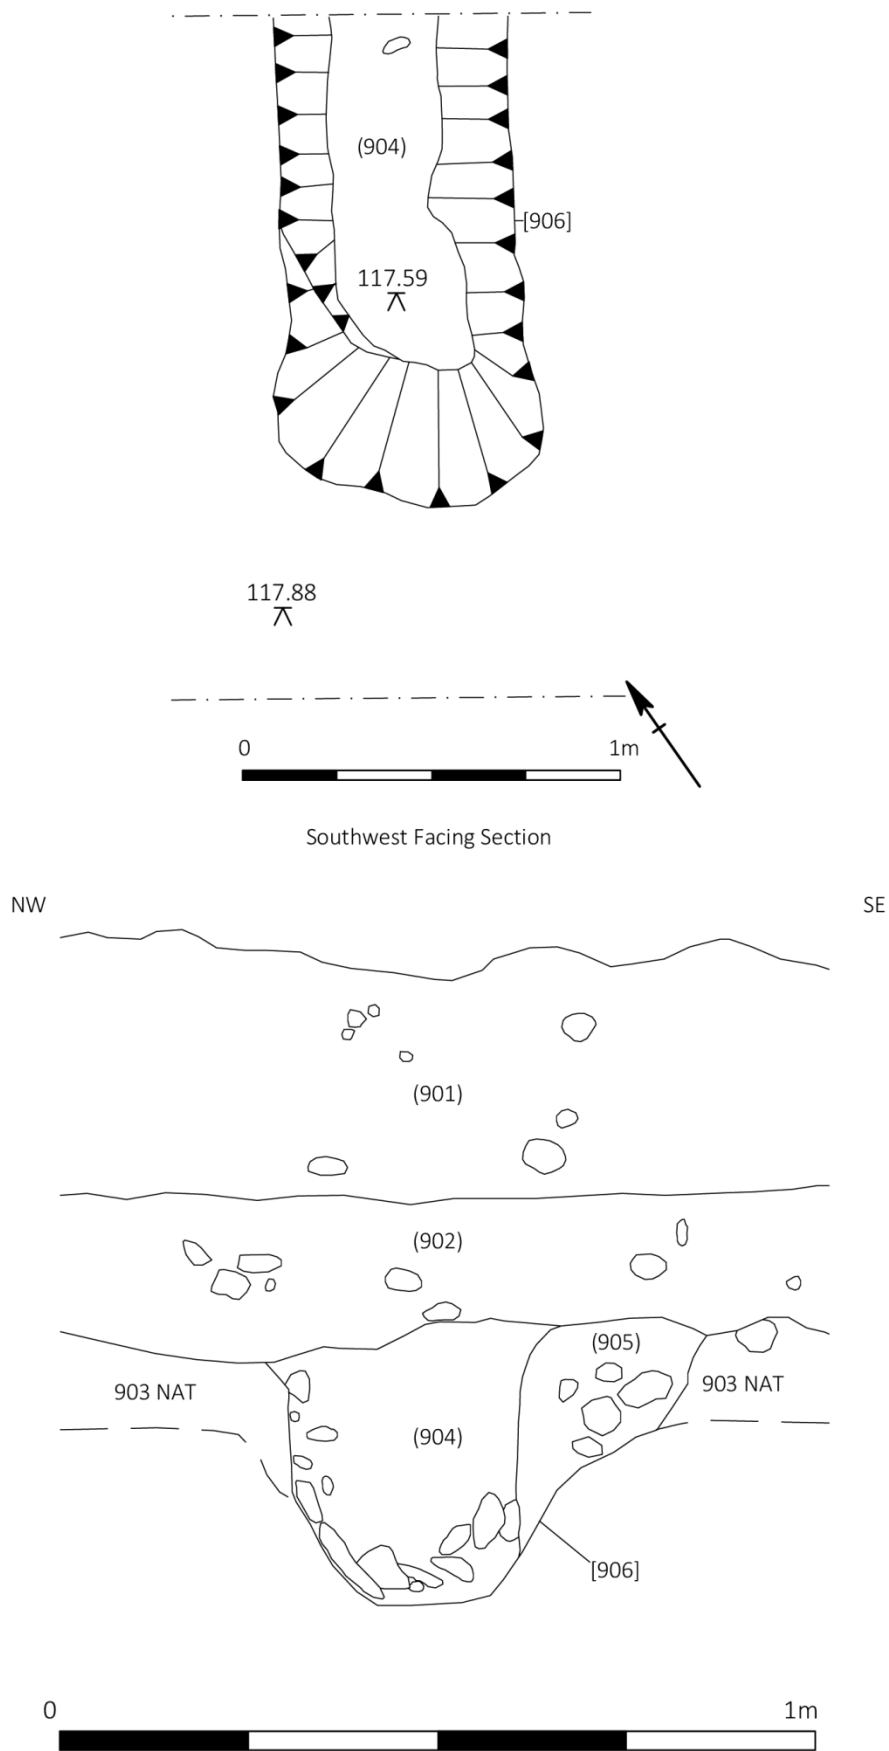 (904)
[906]
117.59
117.88
0 1m
Southwest Facing Section
NW SE
(901)
(902)
(905)
903 NAT 903 NAT
(904)
[906]
0 1m